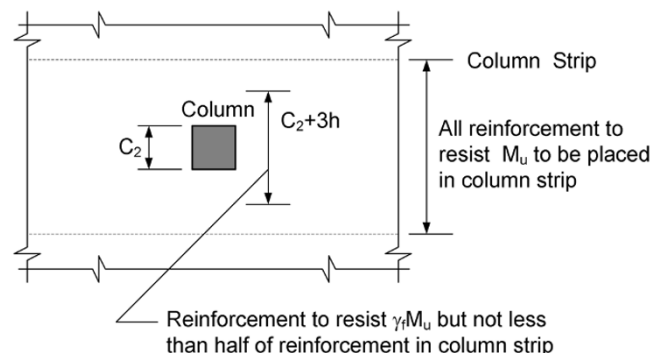 Column Strip
Column
C₂+3h
C₂
All reinforcement to
resist Mᵤ to be placed
in column strip
Reinforcement to resist γfMᵤ but not less
than half of reinforcement in column strip